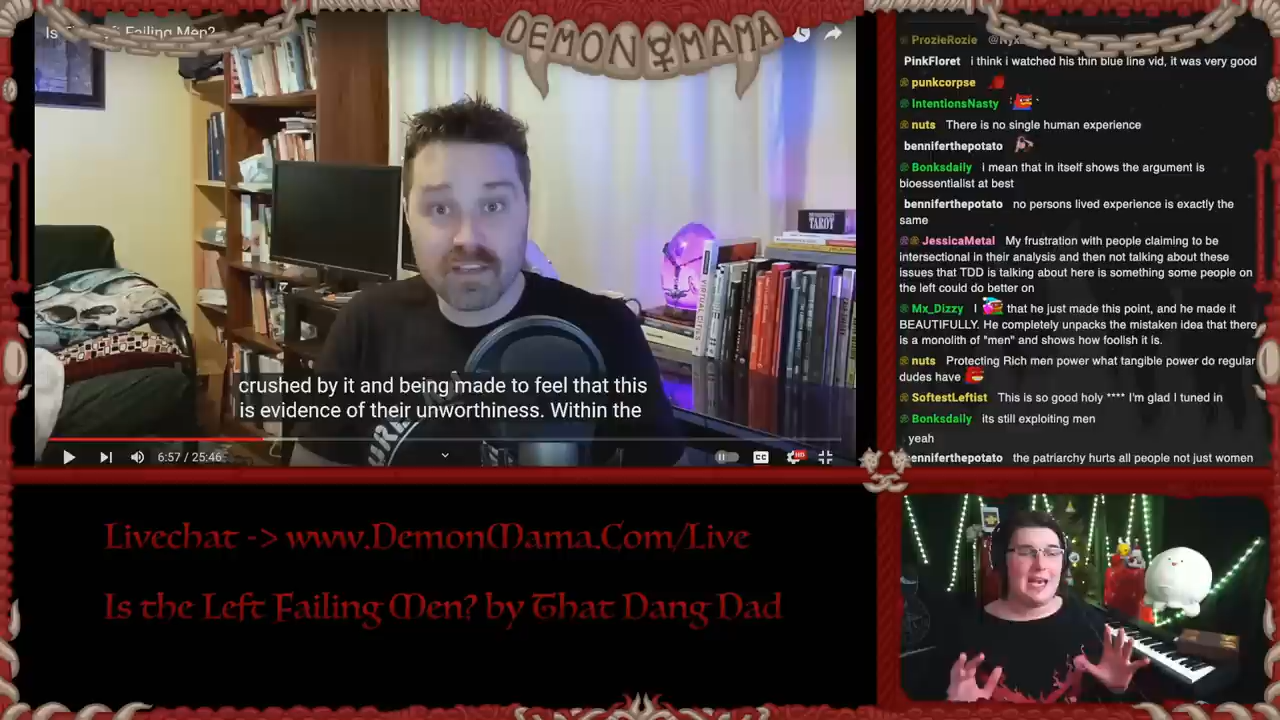 Is the Left Failing Men?
DEMON MAMA
TAROT
VIRTUAL CITIES
crushed by it and being made to feel that this
is evidence of their unworthiness. Within the
6:57 / 25:46
CC
HD
ProzieRozie
PinkFloret i think i watched his thin blue line vid, it was very good
punkcorpse
IntentionsNasty
nuts There is no single human experience
benniferthepotato
Bonksdaily i mean that in itself shows the argument is
bioessentialist at best
benniferthepotato no persons lived experience is exactly the
same
JessicaMetal My frustration with people claiming to be
intersectional in their analysis and then not talking about these
issues that TDD is talking about here is something some people on
the left could do better on
Mx_Dizzy I that he just made this point, and he made it
BEAUTIFULLY. He completely unpacks the mistaken idea that there
is a monolith of "men" and shows how foolish it is.
nuts Protecting Rich men power what tangible power do regular
dudes have
SoftestLeftist This is so good holy **** I'm glad I tuned in
Bonksdaily its still exploiting men
yeah
enniferthepotato the patriarchy hurts all people not just women
Livechat -> www.DemonMama.Com/Live
Is the Left Failing Men? by That Dang Dad